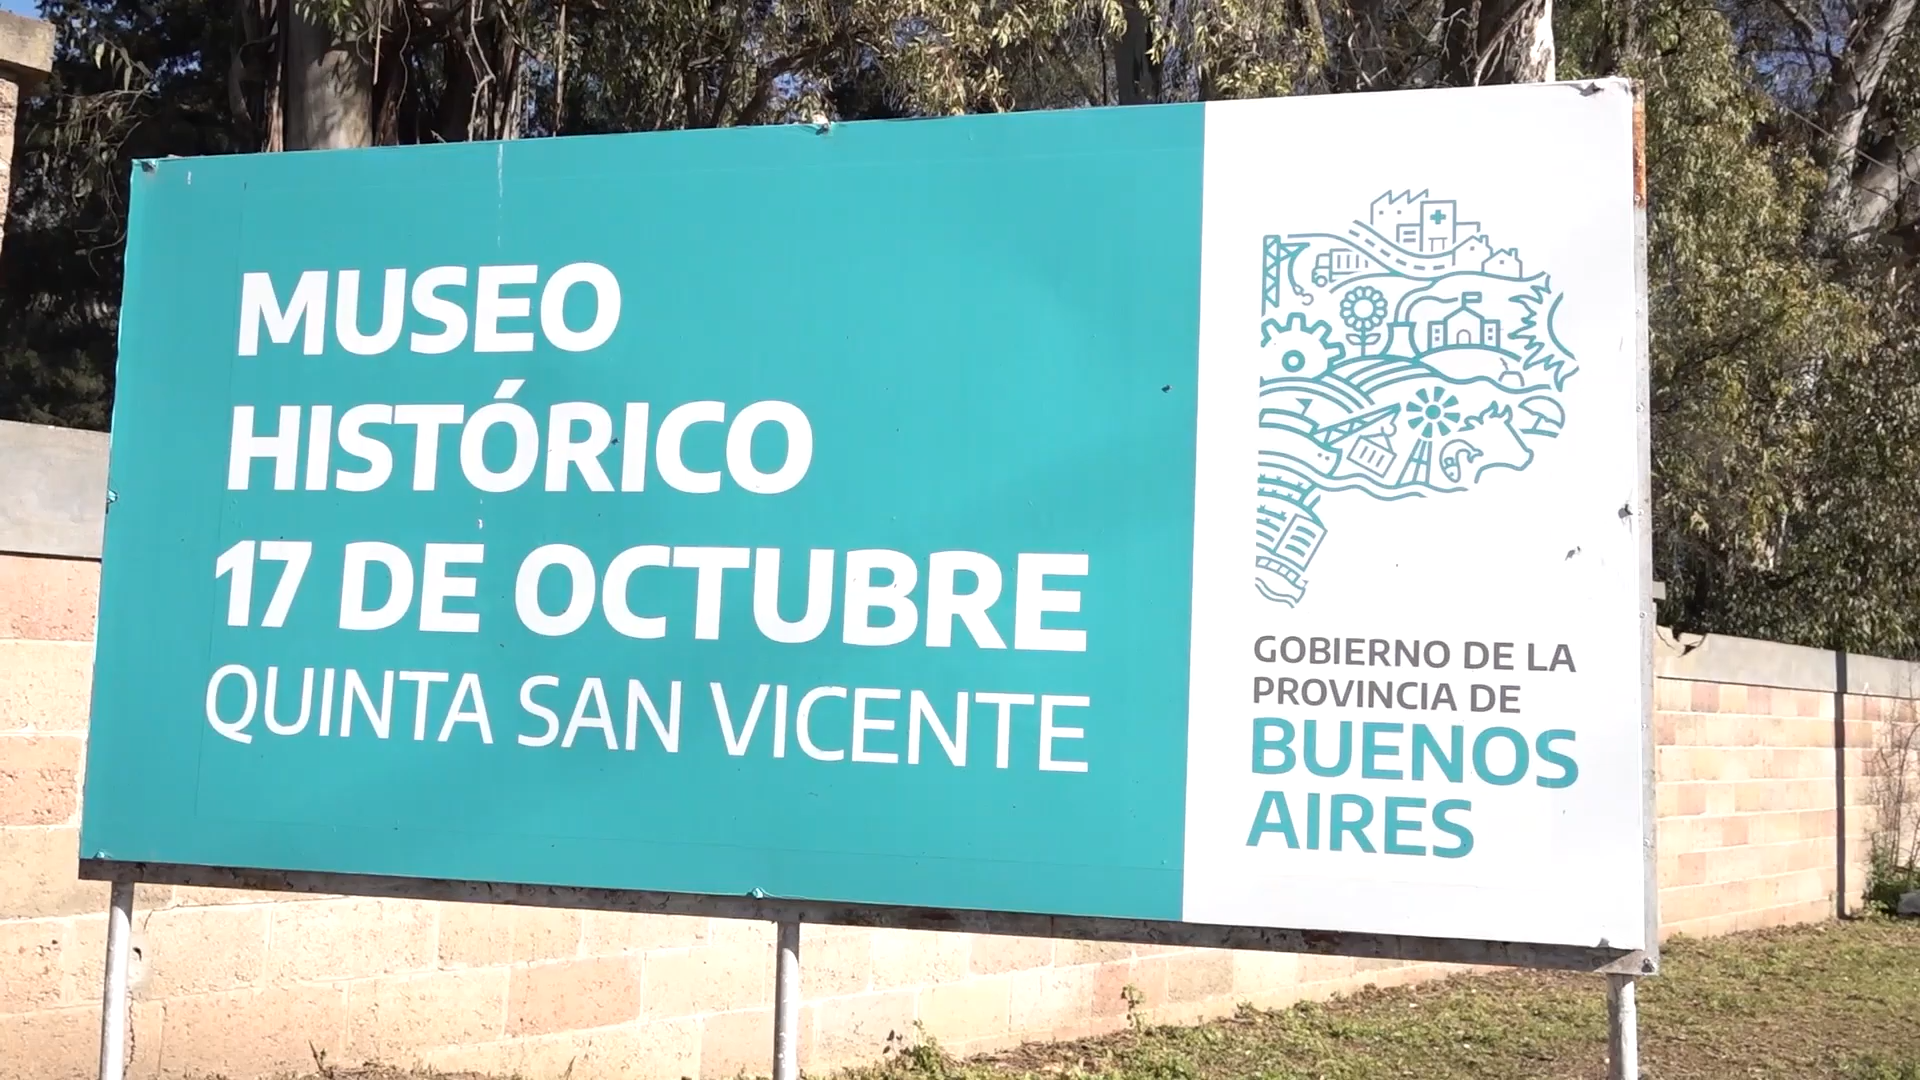 MUSEO
HISTÓRICO
17 DE OCTUBRE
QUINTA SAN VICENTE
GOBIERNO DE LA
PROVINCIA DE
BUENOS
AIRES